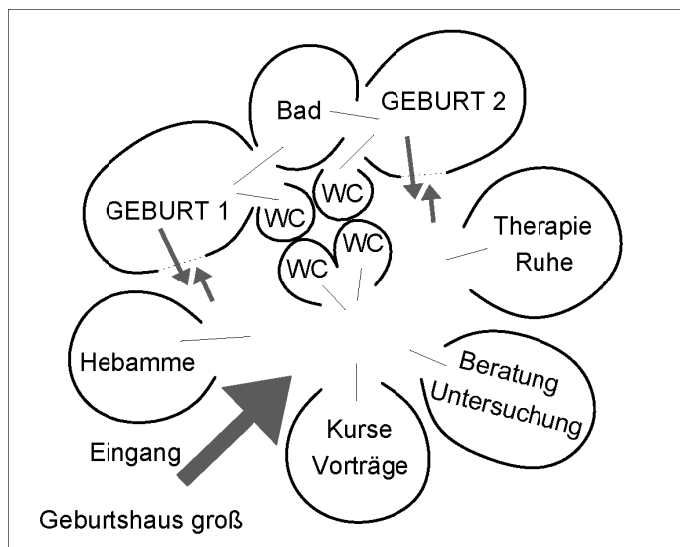 Bad
GEBURT 2
GEBURT 1
WC
WC
WC
WC
Therapie
Ruhe
Hebamme
Beratung
Untersuchung
Kurse
Vorträge
Eingang
Geburtshaus groß